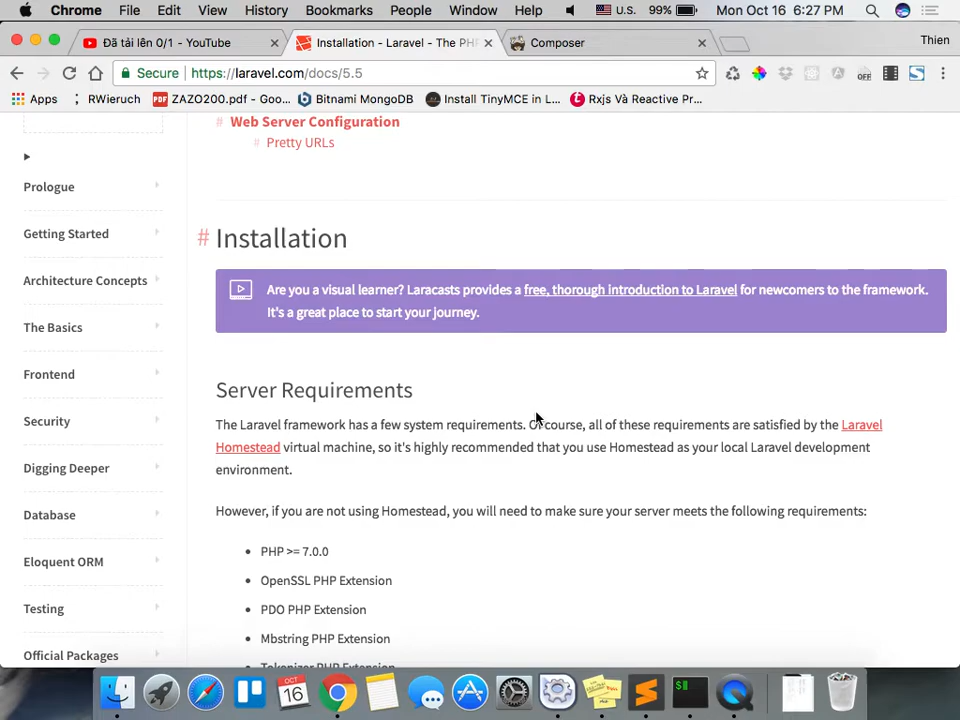 Chrome File Edit View History Bookmarks People Window Help U.S. 99% Mon Oct 16 6:27 PM
Đã tải lên 0/1 - YouTube
Installation - Laravel - The PH
Composer
Thien
Secure https://laravel.com/docs/5.5
OFF
Apps
RWieruch
PDF ZAZO200.pdf - Goo...
Bitnami MongoDB
Install TinyMCE in L...
Rxjs Và Reactive Pr...
# Web Server Configuration
# Pretty URLs
Prologue
Getting Started
Architecture Concepts
The Basics
Frontend
Security
Digging Deeper
Database
Eloquent ORM
Testing
Official Packages
# Installation
Are you a visual learner? Laracasts provides a free, thorough introduction to Laravel for newcomers to the framework.
It's a great place to start your journey.
Server Requirements
The Laravel framework has a few system requirements. Of course, all of these requirements are satisfied by the Laravel
Homestead virtual machine, so it's highly recommended that you use Homestead as your local Laravel development
environment.
However, if you are not using Homestead, you will need to make sure your server meets the following requirements:
• PHP >= 7.0.0
• OpenSSL PHP Extension
• PDO PHP Extension
• Mbstring PHP Extension
• Tokenizer PHP Extension
OCT
16